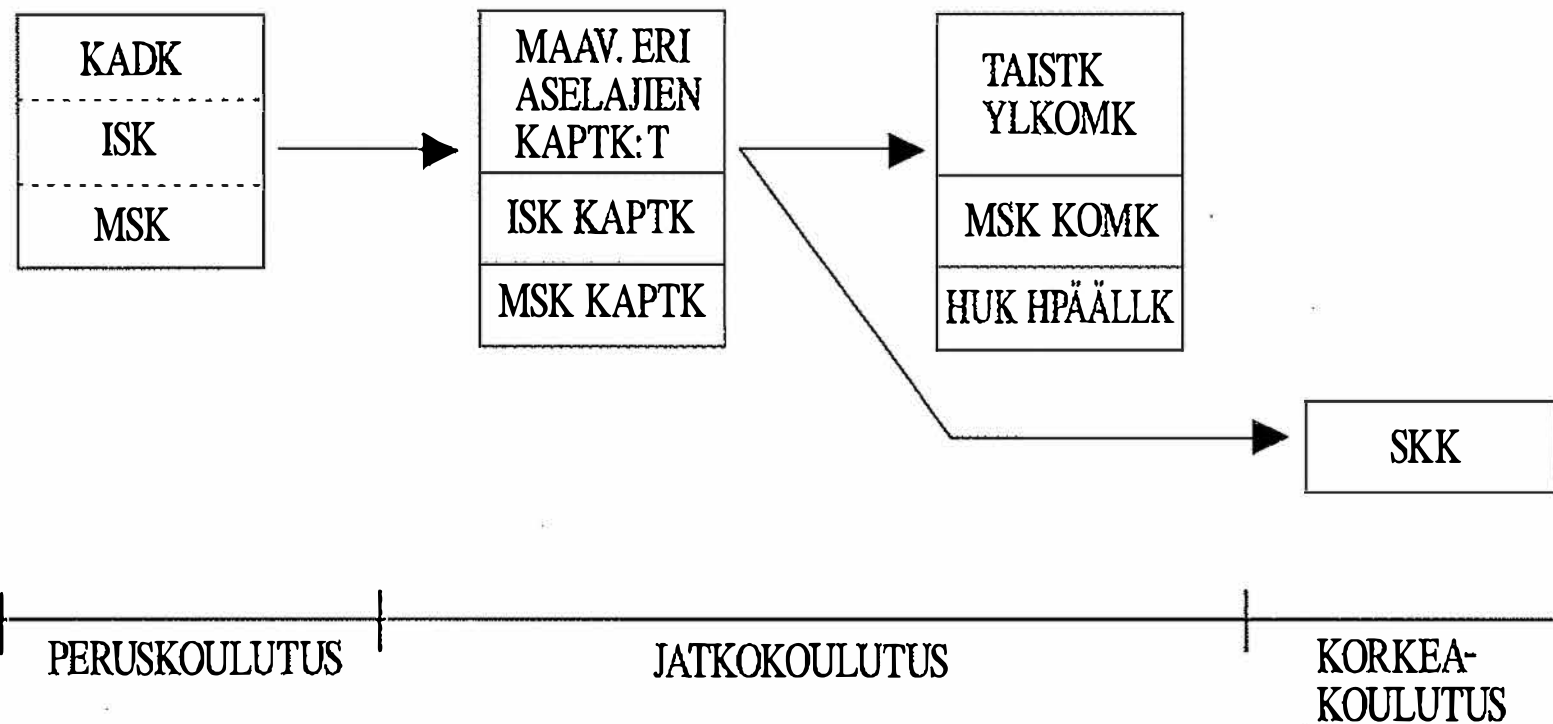 KADK
ISK
MSK
MAAV. ERI
ASELAJIEN
KAPTK:T
ISK KAPTK
MSK KAPTK
TAISTK
YLKOMK
MSK KOMK
HUK HPÄÄLLK
SKK
PERUSKOULUTUS
JATKOKOULUTUS
KORKEA-
KOULUTUS